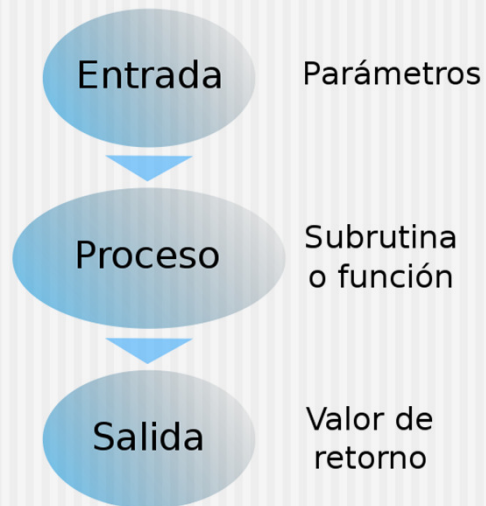 Entrada
Parámetros
Proceso
Subrutina
o función
Salida
Valor de
retorno